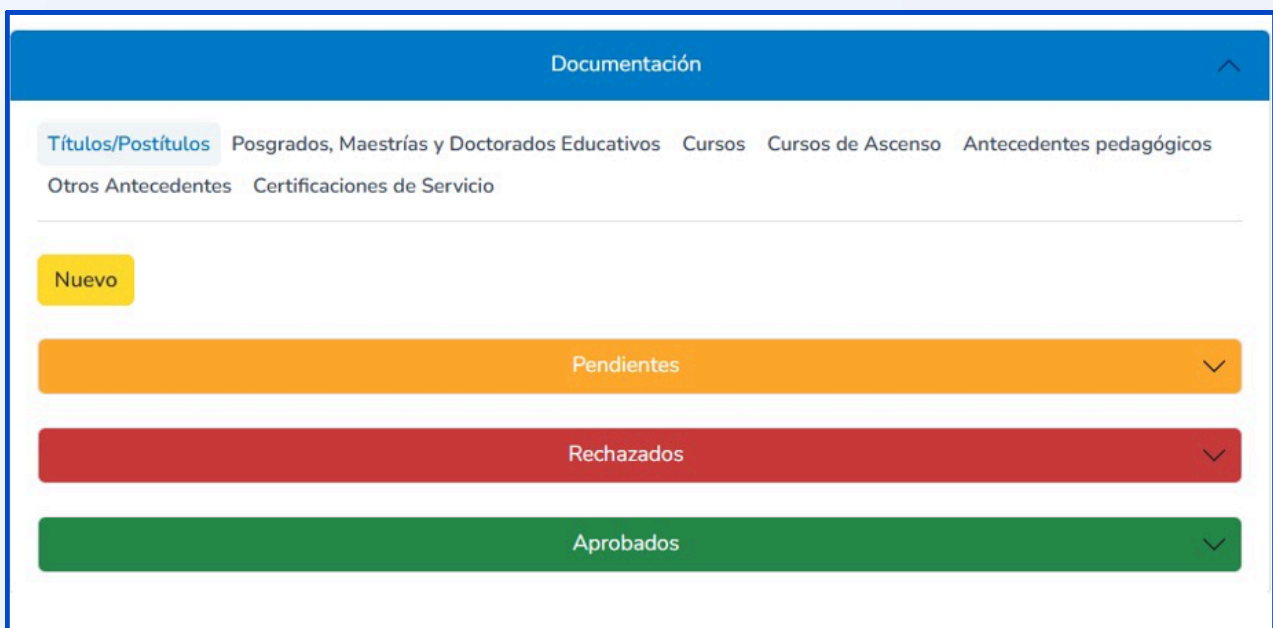 Documentación
Títulos/Postítulos Posgrados, Maestrías y Doctorados Educativos Cursos Cursos de Ascenso Antecedentes pedagógicos
Otros Antecedentes Certificaciones de Servicio
Nuevo
Pendientes
Rechazados
Aprobados